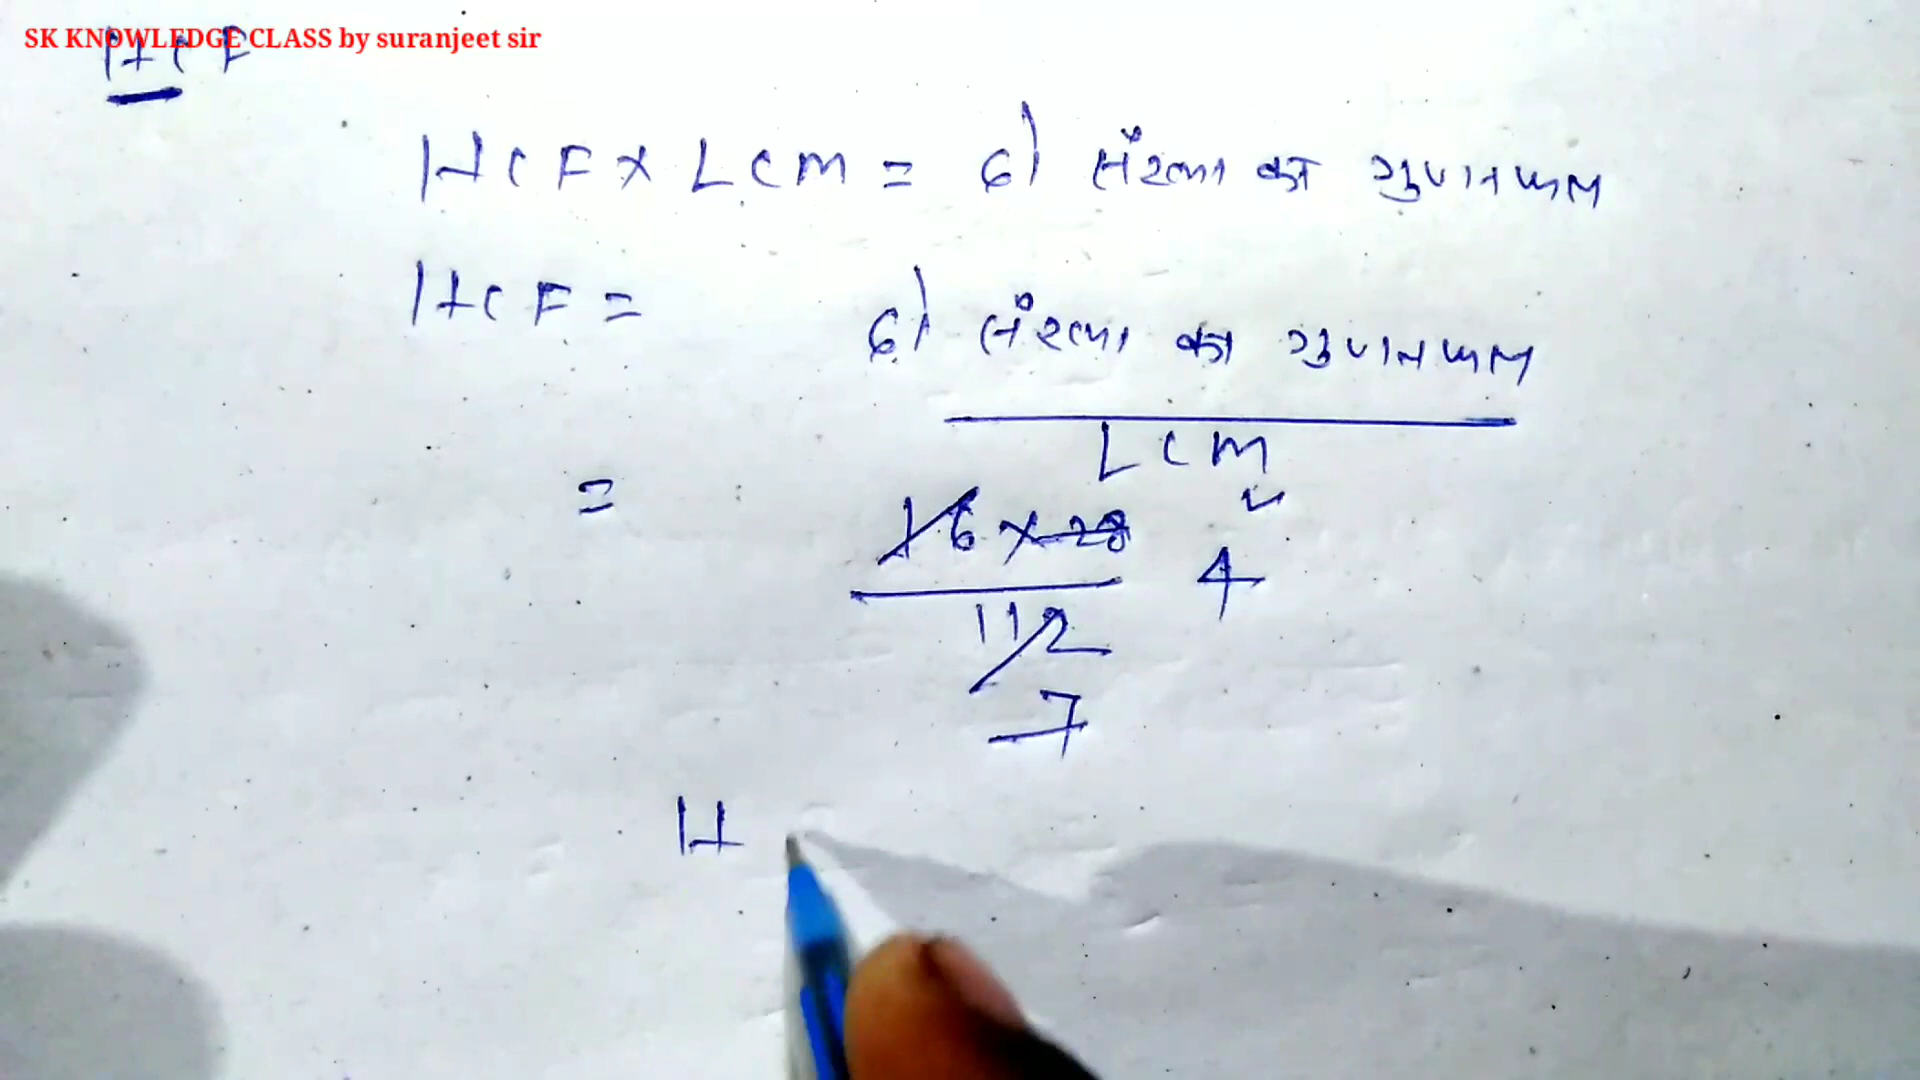 SK KNOWLEDGE CLASS by suranjeet sir
HCF
HCF x LCM = दो संख्या का गुणनफल
HCF = दो संख्या का गुणनफल
LCM
= 16 x 28
4
112
7
H